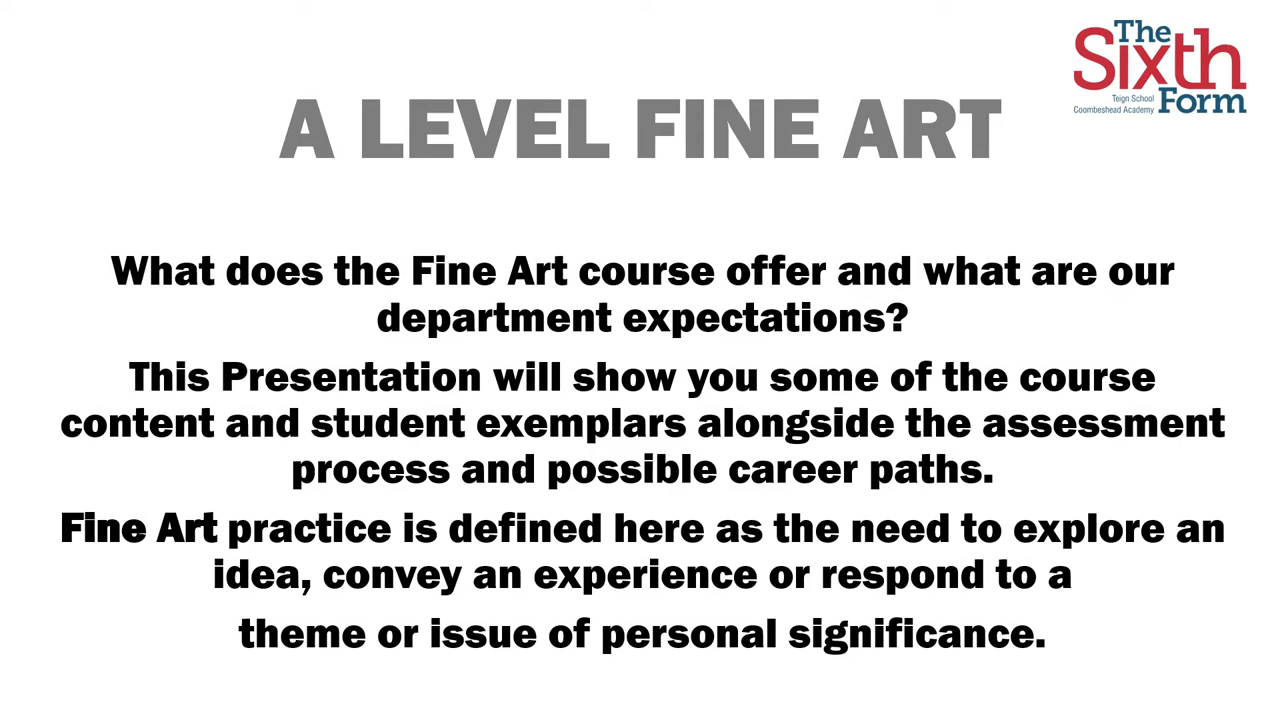 The
Sixth
Teign School
Coombeshead Academy
Form
A LEVEL FINE ART
What does the Fine Art course offer and what are our
department expectations?
This Presentation will show you some of the course
content and student exemplars alongside the assessment
process and possible career paths.
Fine Art practice is defined here as the need to explore an
idea, convey an experience or respond to a
theme or issue of personal significance.